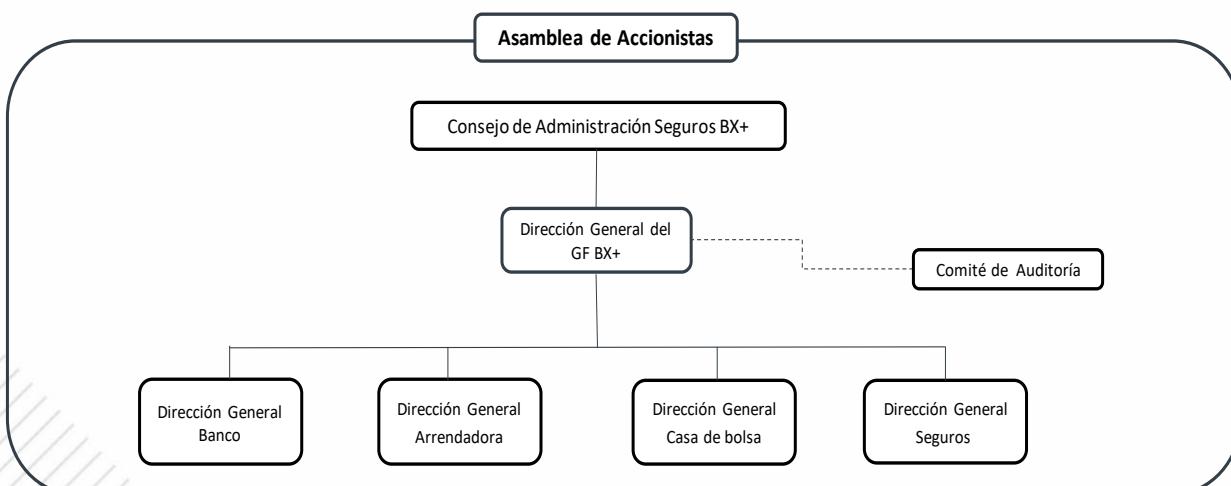 Asamblea de Accionistas
Consejo de Administración Seguros BX+
Dirección General del
GF BX+
Comité de Auditoría
Dirección General
Banco
Dirección General
Arrendadora
Dirección General
Casa de bolsa
Dirección General
Seguros